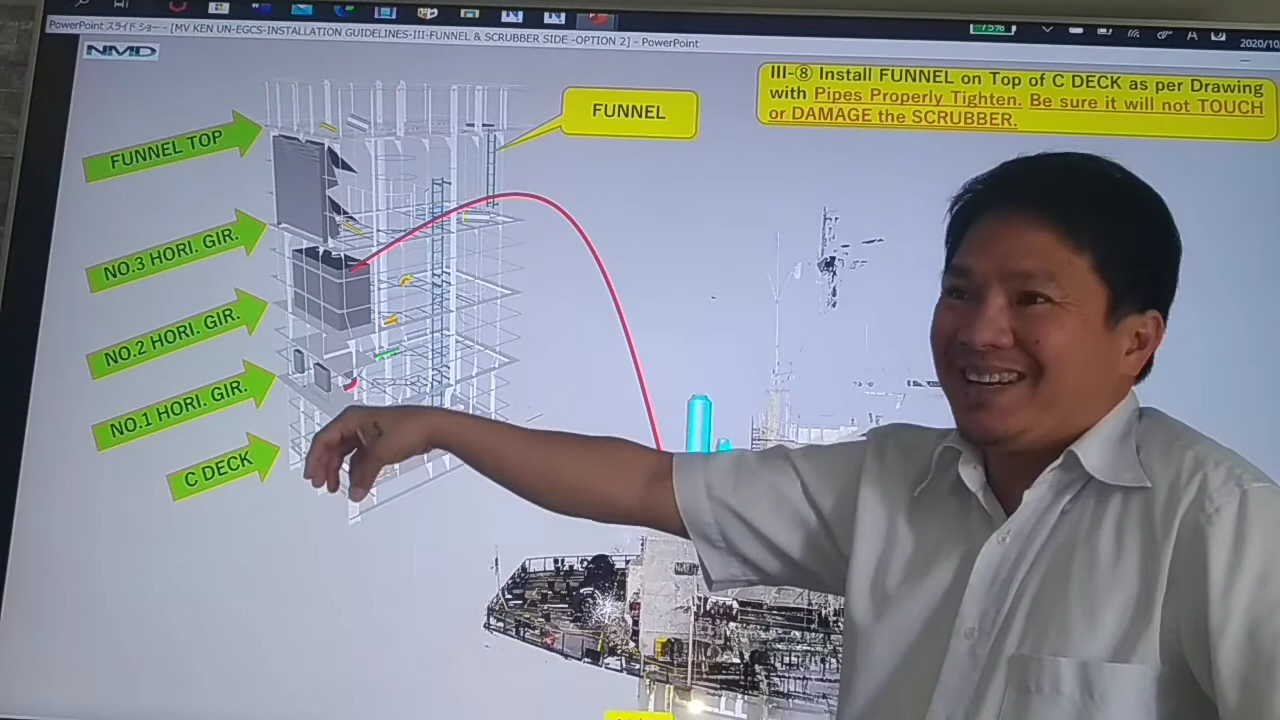 PowerPoint スライド ショー - [MV KEN UN-EGCS-INSTALLATION GUIDELINES-III-FUNNEL & SCRUBBER SIDE -OPTION 2] - PowerPoint
75%
2020/10
NMD
III-⑧ Install FUNNEL on Top of C DECK as per Drawing
with Pipes Properly Tighten. Be sure it will not TOUCH
or DAMAGE the SCRUBBER.
FUNNEL
FUNNEL TOP
NO.3 HORI. GIR.
NO.2 HORI. GIR.
NO.1 HORI. GIR.
C DECK